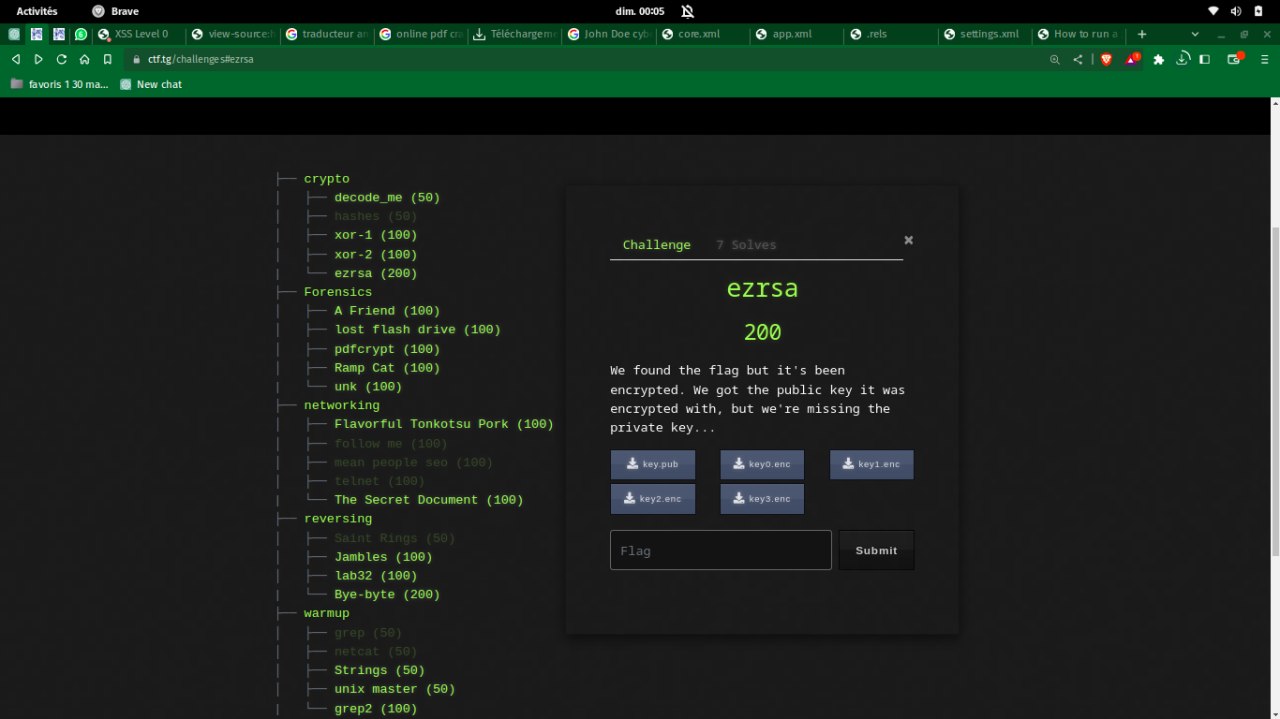 Activités Brave dim. 00:05
XSS Level 0 view-source:h traducteur an online pdf cra Téléchargeme John Doe cyb core.xml app.xml .rels settings.xml How to run a
ctf.tg/challenges#ezrsa
favoris 1 30 ma... New chat
crypto
decode_me (50)
hashes (50)
xor-1 (100)
xor-2 (100)
ezrsa (200)
Forensics
A Friend (100)
lost flash drive (100)
pdfcrypt (100)
Ramp Cat (100)
unk (100)
networking
Flavorful Tonkotsu Pork (100)
follow me (100)
mean people seo (100)
telnet (100)
The Secret Document (100)
reversing
Saint Rings (50)
Jambles (100)
lab32 (100)
Bye-byte (200)
warmup
grep (50)
netcat (50)
Strings (50)
unix master (50)
grep2 (100)
Challenge 7 Solves ×
ezrsa
200
We found the flag but it's been
encrypted. We got the public key it was
encrypted with, but we're missing the
private key...
key.pub key0.enc key1.enc
key2.enc key3.enc
Flag Submit